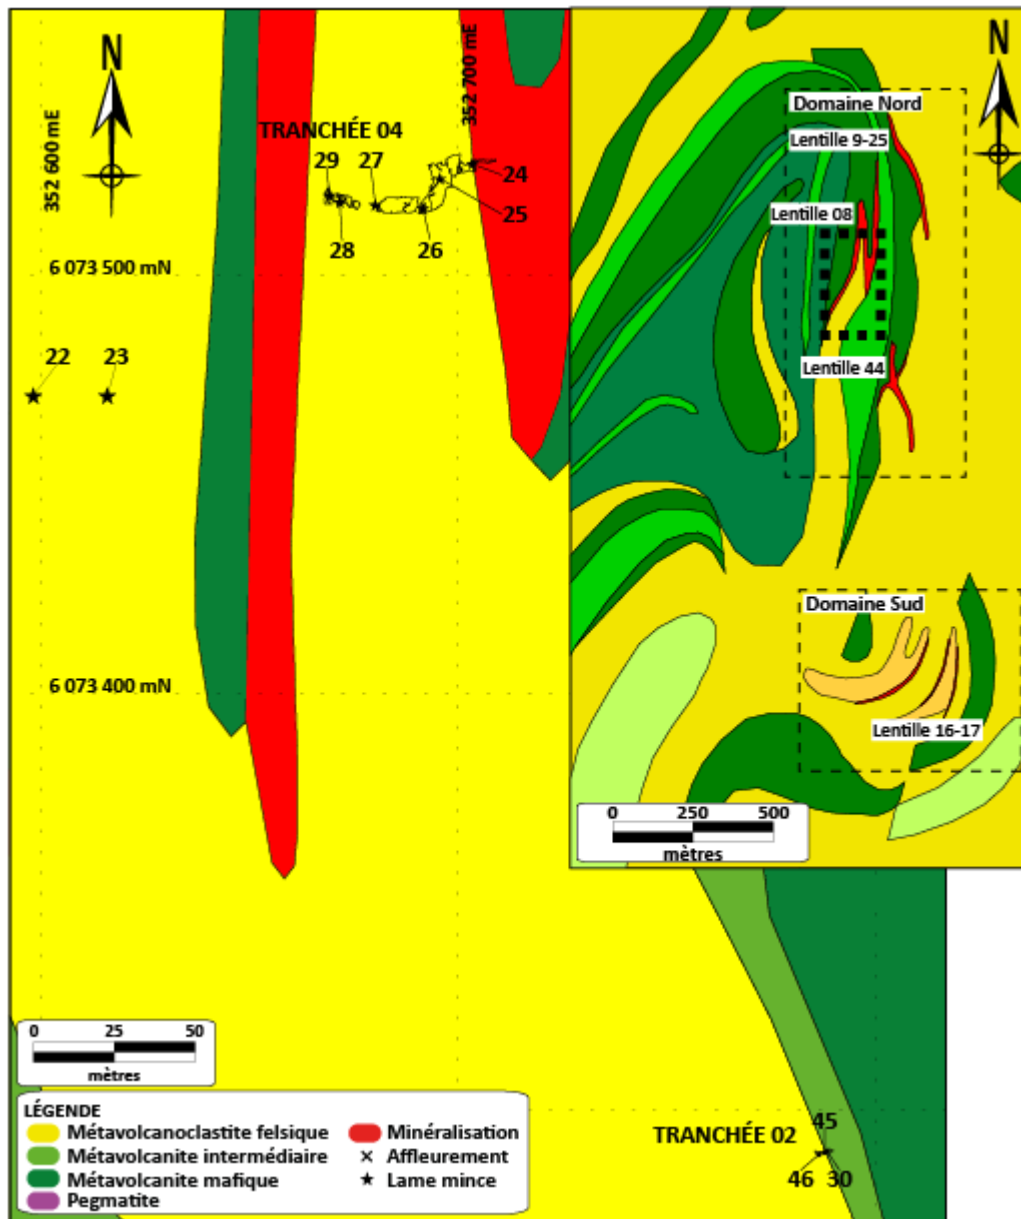 N
352 600 mE
TRANCHÉE 04
352 700 mE
29
27
24
25
28
26
6 073 500 mN
22
23
6 073 400 mN
0 25 50
mètres
LÉGENDE
Métavolcanoclastite felsique
Métavolcanite intermédiaire
Métavolcanite mafique
Pegmatite
Minéralisation
Affleurement
Lame mince
TRANCHÉE 02
45
46
30
N
Domaine Nord
Lentille 9-25
Lentille 08
Lentille 44
Domaine Sud
Lentille 16-17
0 250 500
mètres